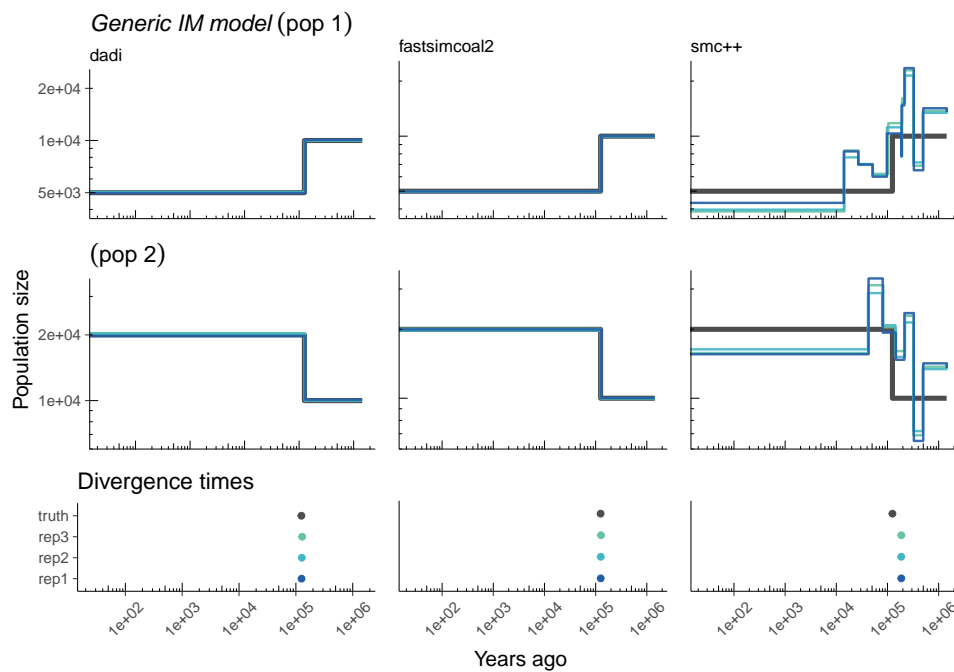 Generic IM model (pop 1)
dadi
fastsimcoal2
smc++
2e+04
1e+04
5e+03
(pop 2)
2e+04
1e+04
Population size
Divergence times
truth
rep3
rep2
rep1
1e+02 1e+03 1e+04 1e+05 1e+06
1e+02 1e+03 1e+04 1e+05 1e+06
1e+02 1e+03 1e+04 1e+05 1e+06
Years ago